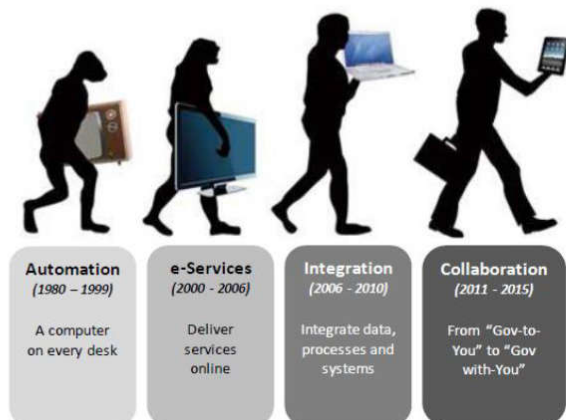 Automation
(1980 – 1999)
A computer
on every desk
e-Services
(2000 - 2006)
Deliver
services
online
Integration
(2006 - 2010)
Integrate data,
processes and
systems
Collaboration
(2011 - 2015)
From “Gov-to-
You” to “Gov
with-You”